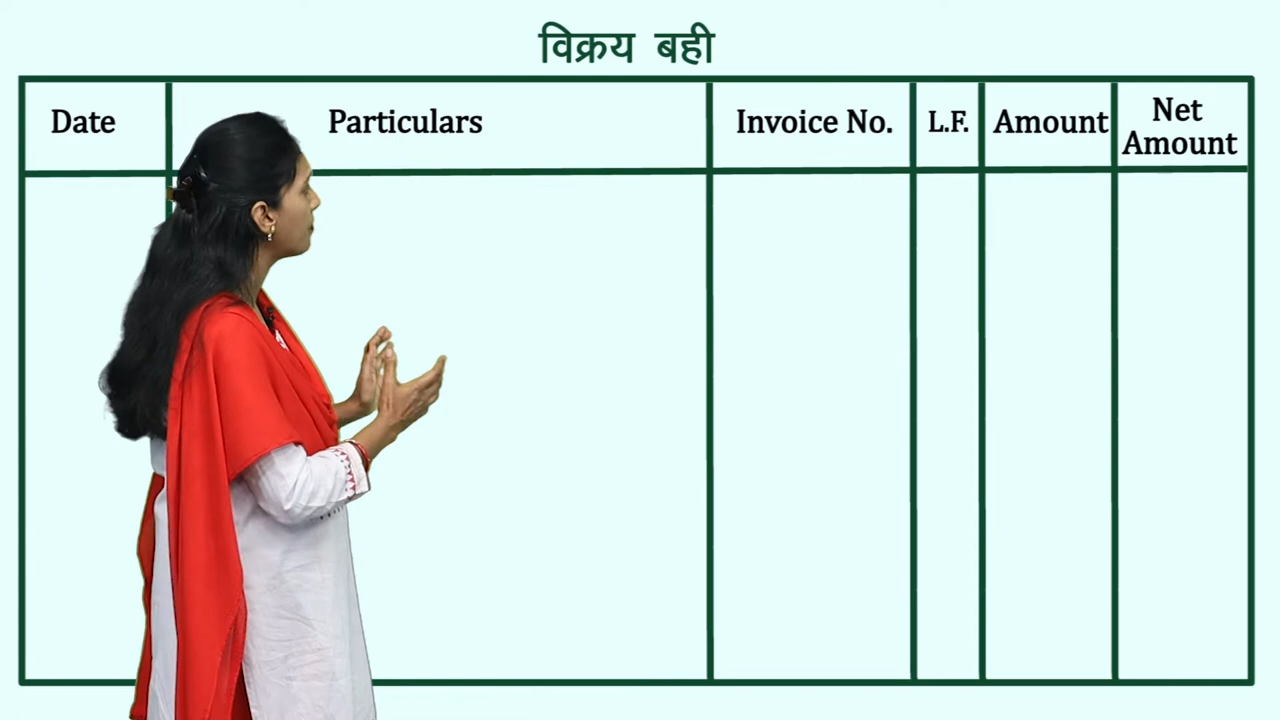 विक्रय बही
Date Particulars Invoice No. L.F. Amount Net Amount